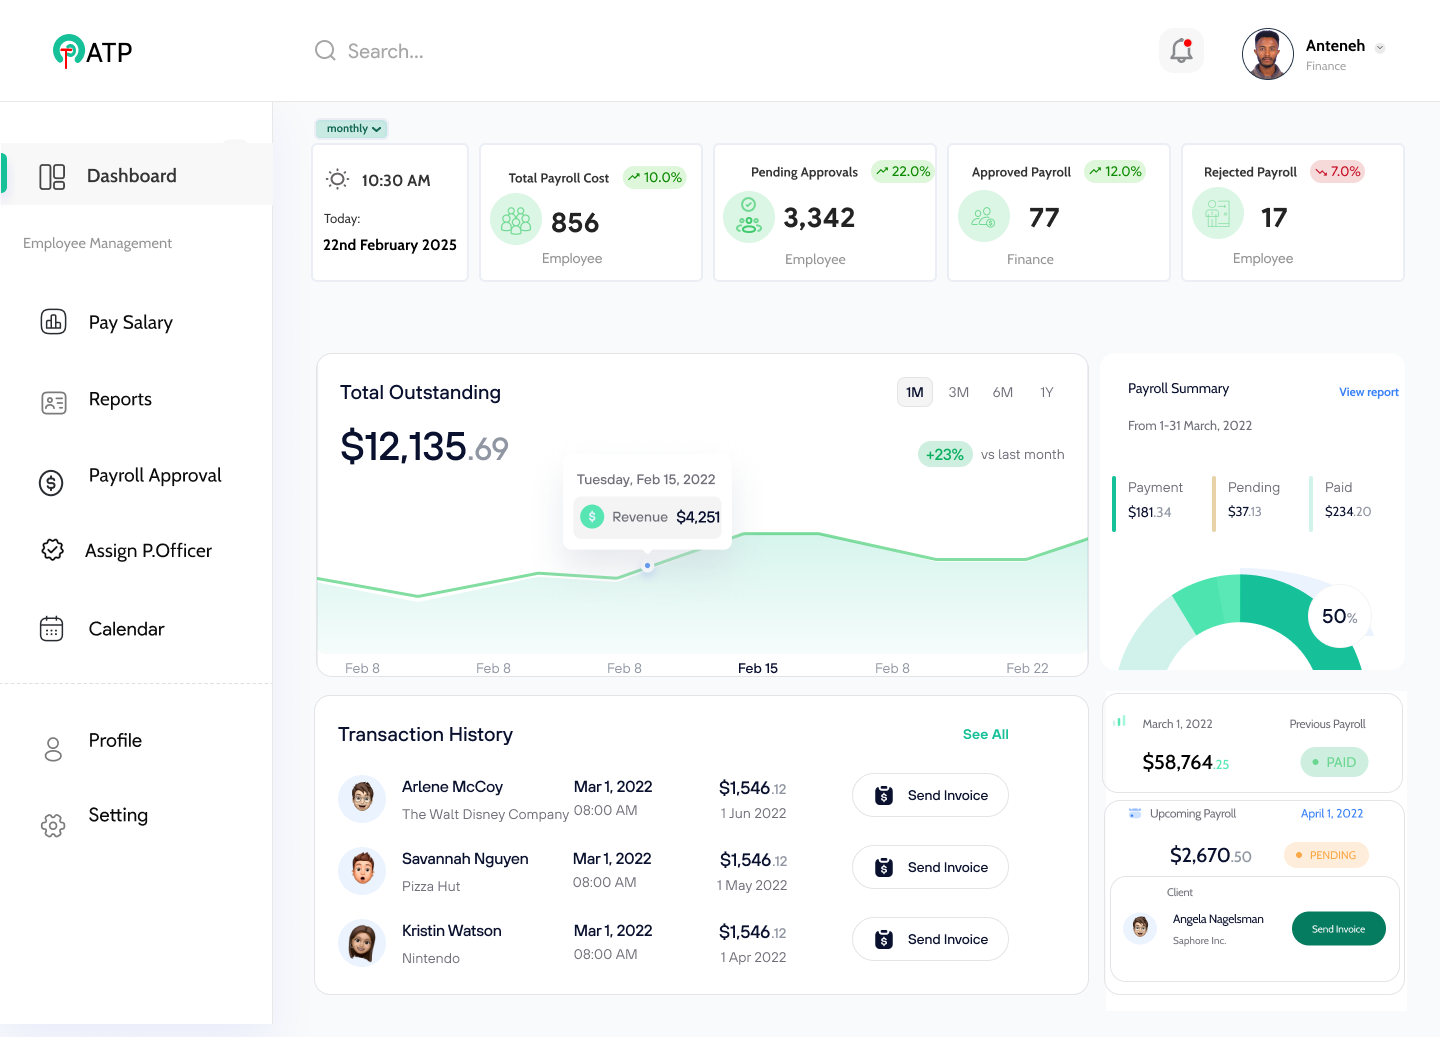 ATP
Search...
Anteneh
Finance
monthly
Dashboard
Employee Management
Pay Salary
Reports
Payroll Approval
Assign P.Officer
Calendar
Profile
Setting
10:30 AM
Today:
22nd February 2025
Total Payroll Cost 10.0%
856
Employee
Pending Approvals 22.0%
3,342
Employee
Approved Payroll 12.0%
77
Finance
Rejected Payroll 7.0%
17
Employee
Total Outstanding
1M 3M 6M 1Y
$12,135.69
+23% vs last month
Tuesday, Feb 15, 2022
$ Revenue $4,251
Feb 8 Feb 8 Feb 8 Feb 15 Feb 8 Feb 22
Payroll Summary
View report
From 1-31 March, 2022
Payment Pending Paid
$181.34 $37.13 $234.20
50%
Transaction History See All
Arlene McCoy Mar 1, 2022 $1,546.12
The Walt Disney Company 08:00 AM 1 Jun 2022
$ Send Invoice
Savannah Nguyen Mar 1, 2022 $1,546.12
Pizza Hut 08:00 AM 1 May 2022
$ Send Invoice
Kristin Watson Mar 1, 2022 $1,546.12
Nintendo 08:00 AM 1 Apr 2022
$ Send Invoice
March 1, 2022 Previous Payroll
$58,764.25 PAID
Upcoming Payroll April 1, 2022
$2,670.50 PENDING
Client
Angela Nagelsman
Saphore Inc.
Send Invoice